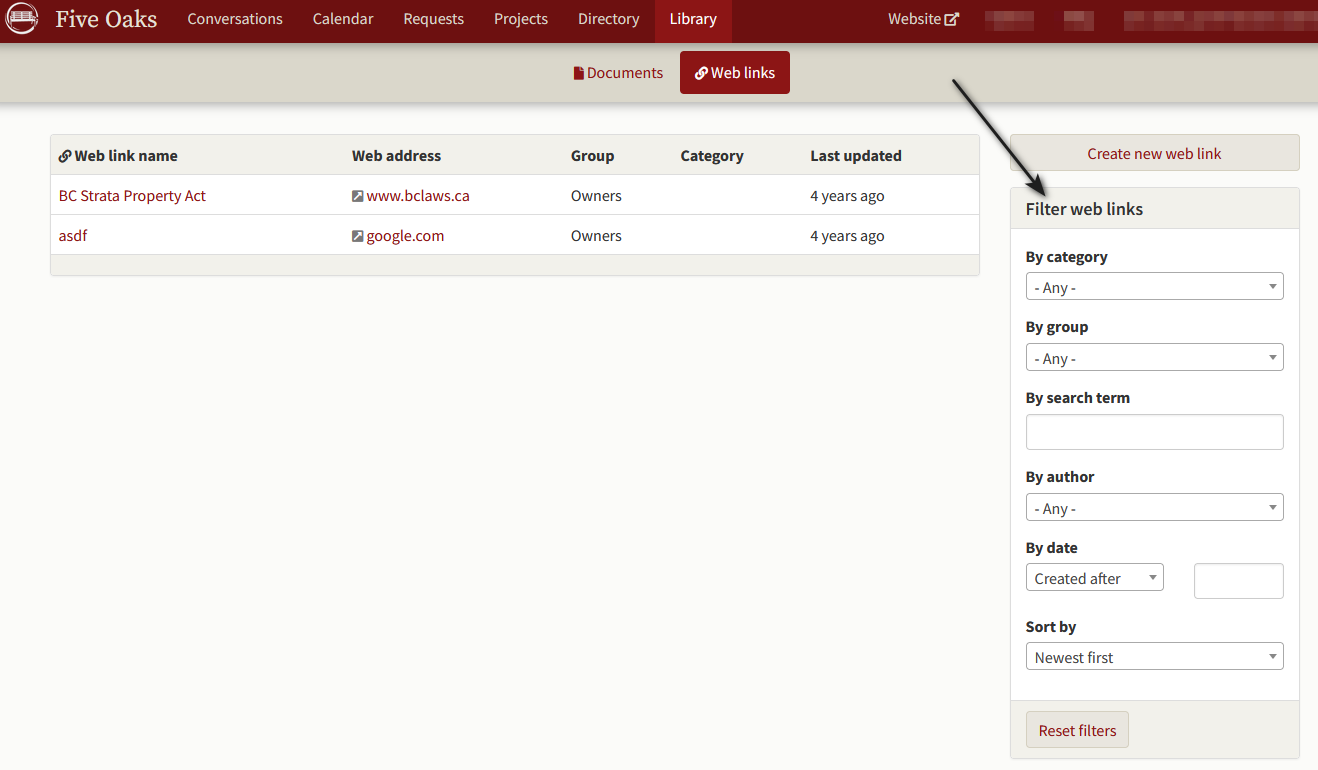 Five Oaks Conversations Calendar Requests Projects Directory Library Website
Documents Web links
Web link name Web address Group Category Last updated
BC Strata Property Act www.bclaws.ca Owners 4 years ago
asdf google.com Owners 4 years ago
Create new web link
Filter web links
By category
- Any -
By group
- Any -
By search term
By author
- Any -
By date
Created after
Sort by
Newest first
Reset filters